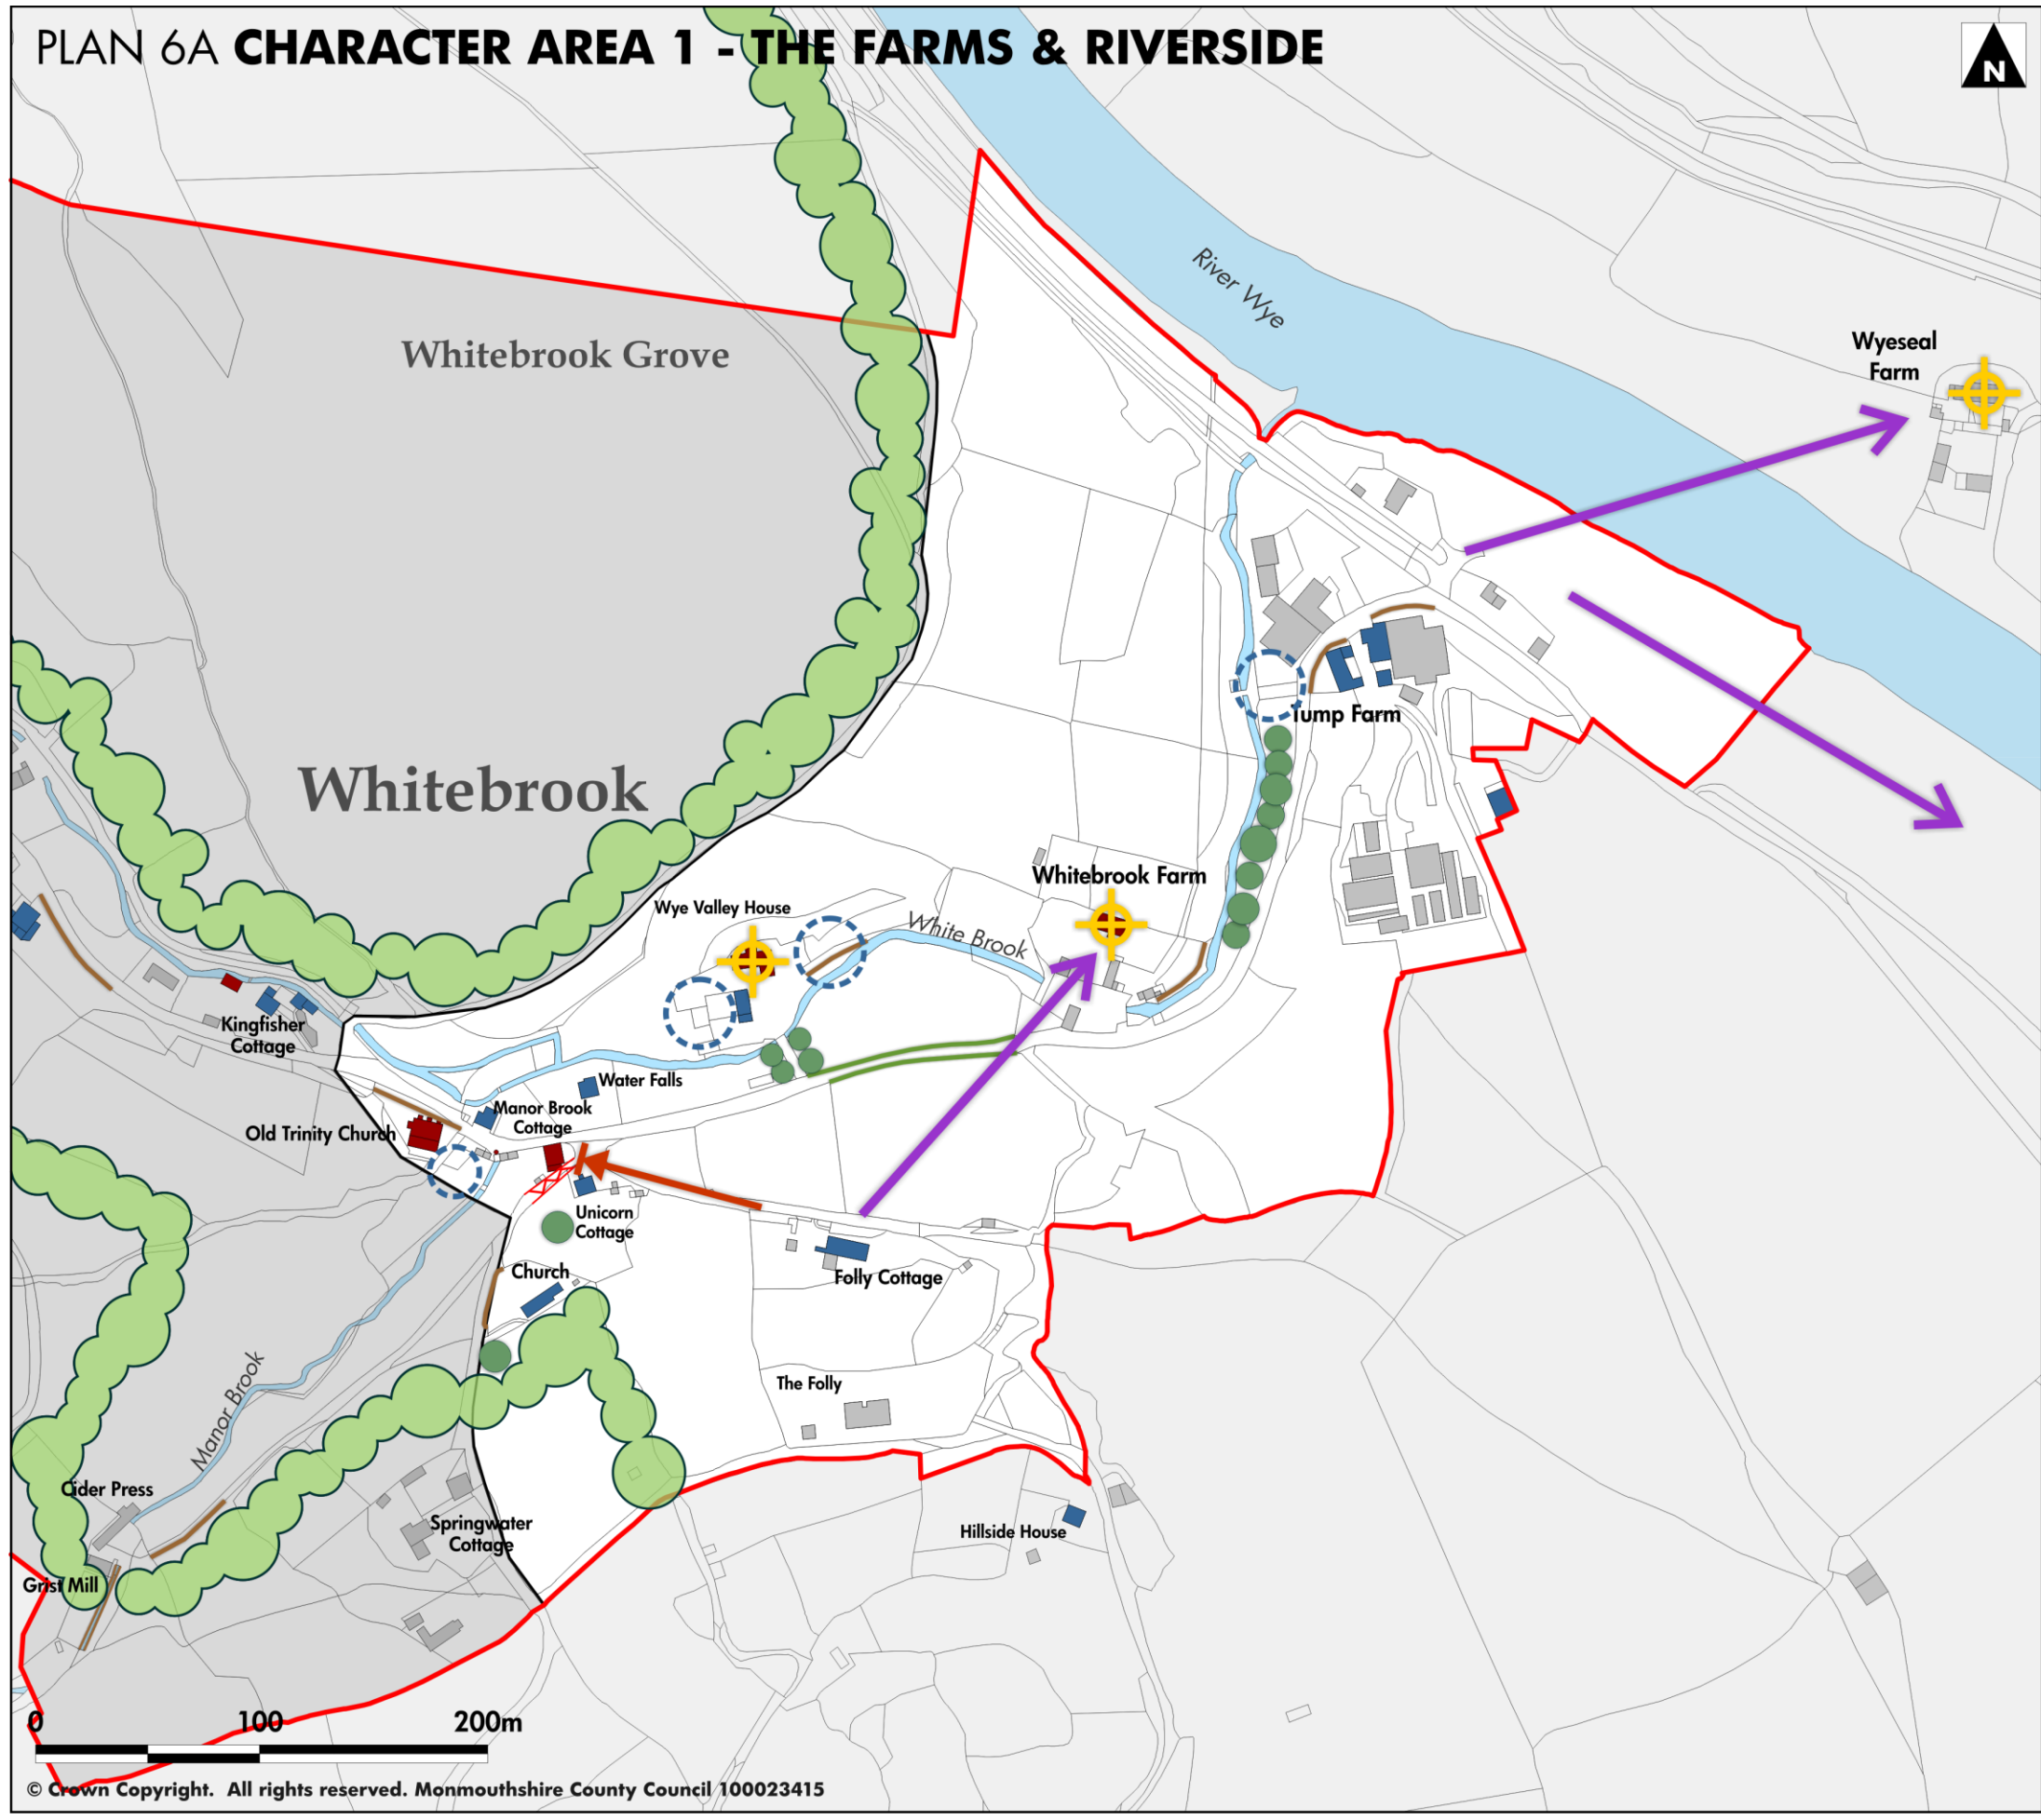 PLAN 6A CHARACTER AREA 1 - THE FARMS & RIVERSIDE
N
River Wye
Wyeseal
Farm
Whitebrook Grove
Whitebrook
Tump Farm
Whitebrook Farm
Wye Valley House
White Brook
Kingfisher
Cottage
Water Falls
Manor Brook
Cottage
Old Trinity Church
Unicorn
Cottage
Church
Folly Cottage
Manor Brook
The Folly
Cider Press
Springwater
Cottage
Hillside House
Grist Mill
0 100 200m
© Crown Copyright. All rights reserved. Monmouthshire County Council 100023415